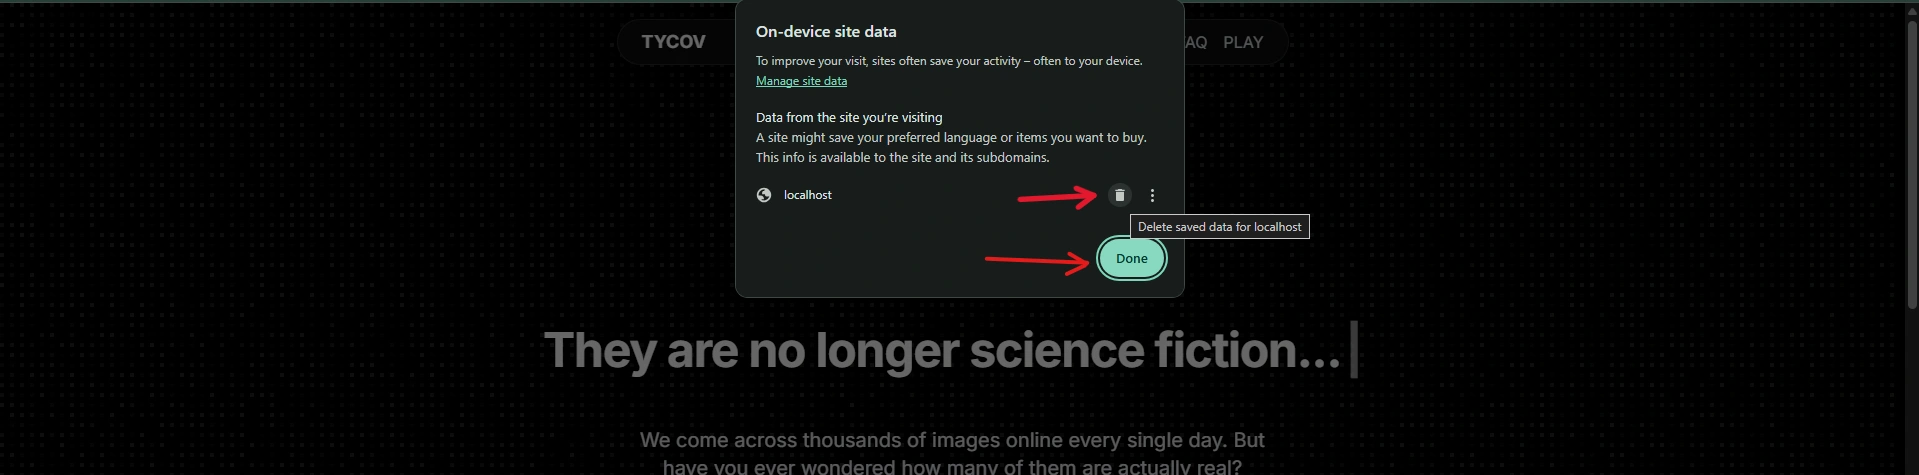 TYCOV
AQ PLAY
On-device site data
To improve your visit, sites often save your activity – often to your device.
Manage site data
Data from the site you’re visiting
A site might save your preferred language or items you want to buy.
This info is available to the site and its subdomains.
localhost
Delete saved data for localhost
Done
They are no longer science fiction...
We come across thousands of images online every single day. But
have you ever wondered how many of them are actually real?